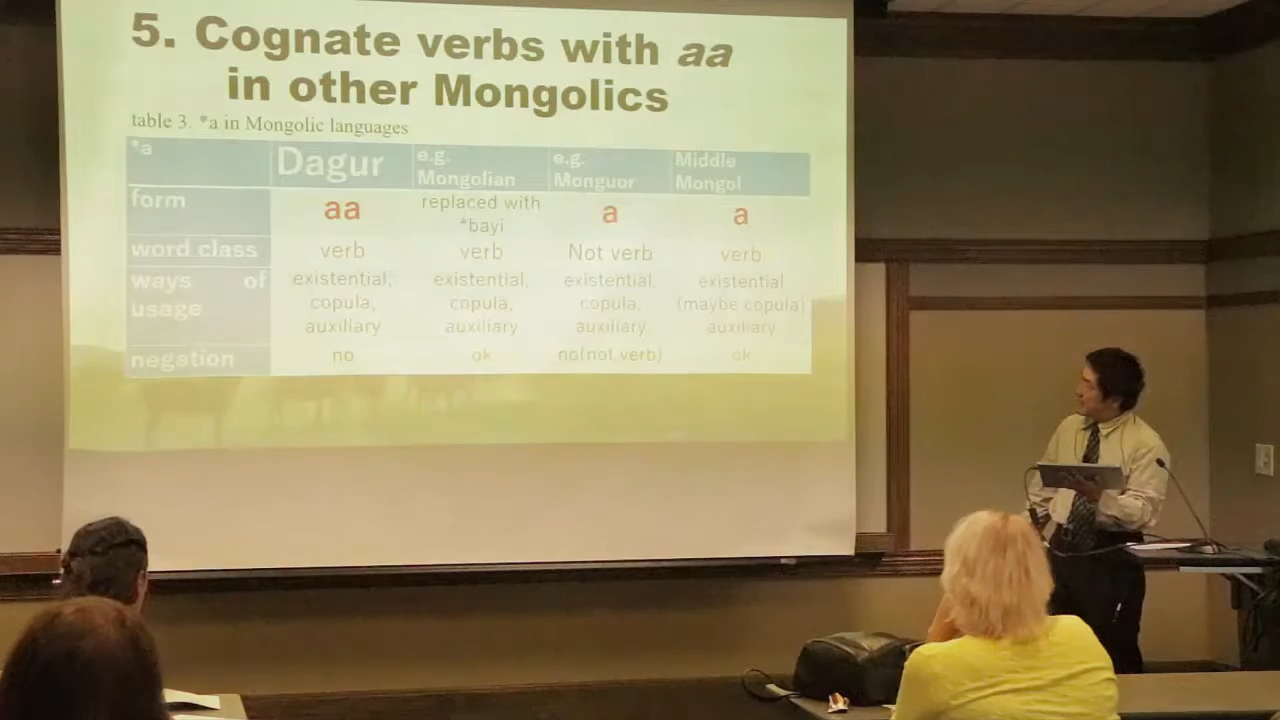 5. Cognate verbs with aa
in other Mongolics
table 3. *a in Mongolic languages
*a Dagur e.g. Mongolian e.g. Monguor Middle Mongol
form aa replaced with *bayi a a
word class verb verb Not verb verb
ways of usage existential, copula, auxiliary existential, copula, auxiliary existential, copula, auxiliary existential (maybe copula) auxiliary
negation no ok no(not verb) ok